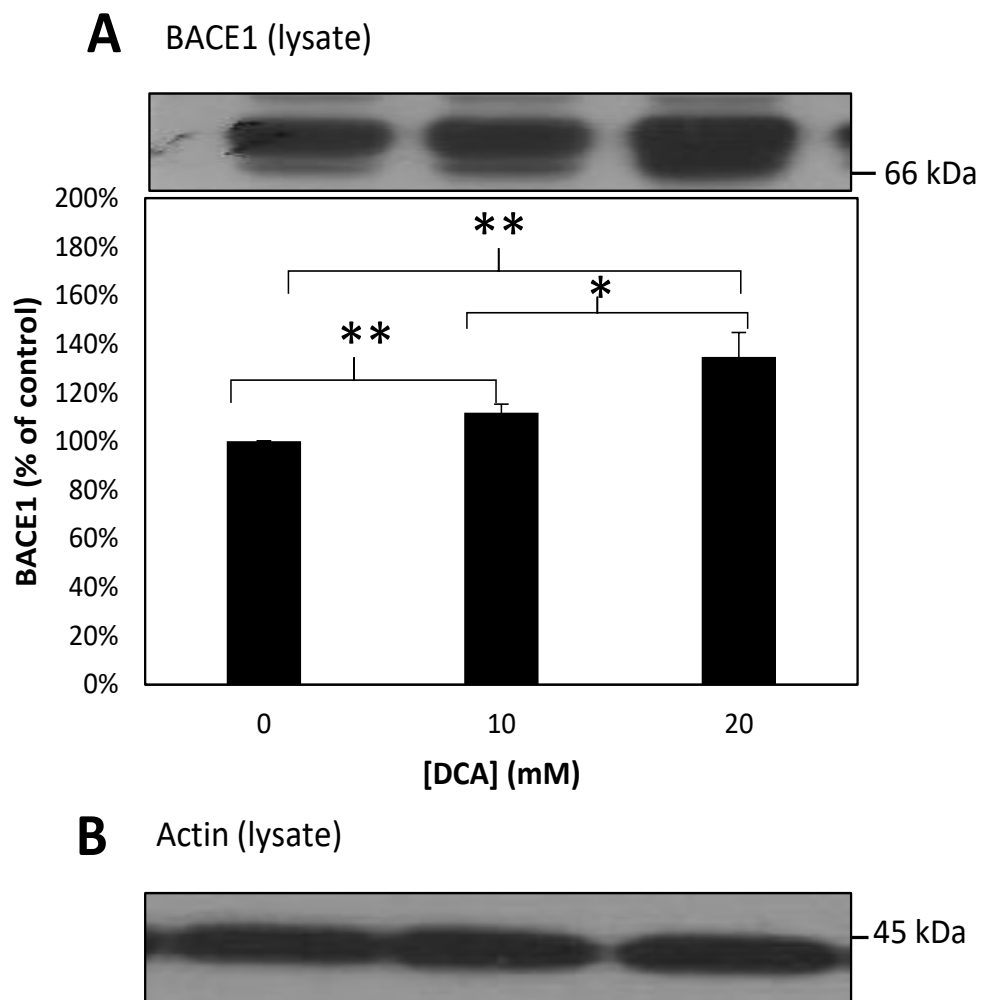 A BACE1 (lysate)
66 kDa
BACE1 (% of control)
200%
180%
160%
140%
120%
100%
80%
60%
40%
20%
0%
**
*
**
0 10 20
[DCA] (mM)
B Actin (lysate)
45 kDa